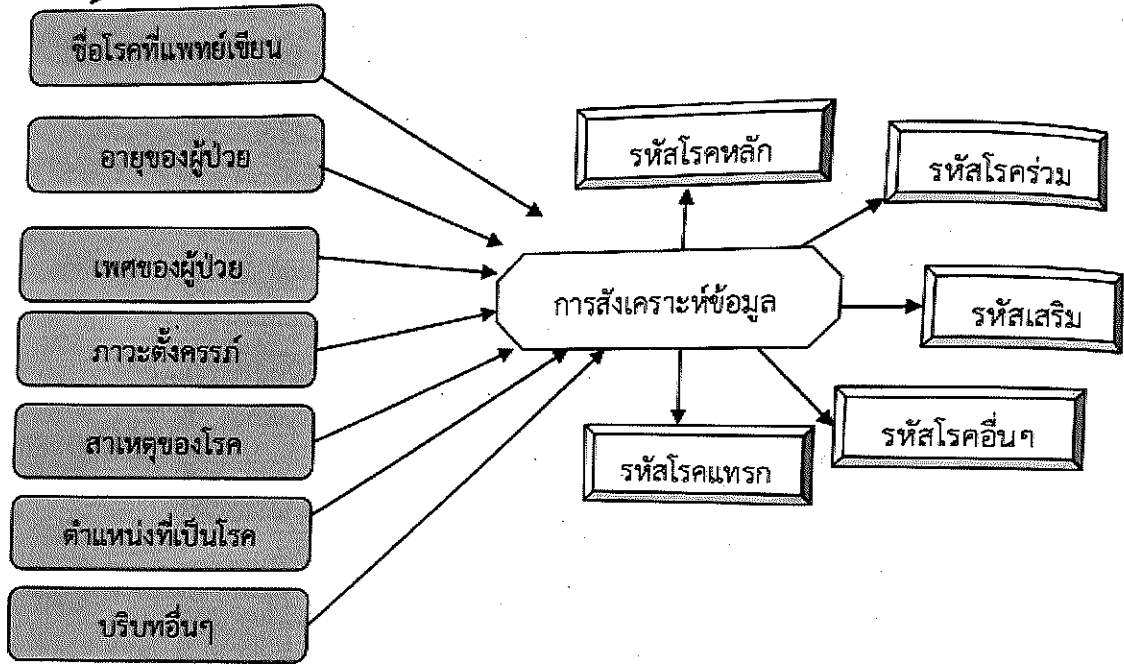 ชื่อโรคที่แพทย์เขียน
อายุของผู้ป่วย
เพศของผู้ป่วย
ภาวะตั้งครรภ์
สาเหตุของโรค
ตำแหน่งที่เป็นโรค
บริบทอื่นๆ
การสังเคราะห์ข้อมูล
รหัสโรคหลัก
รหัสโรคร่วม
รหัสเสริม
รหัสโรคอื่นๆ
รหัสโรคแทรก